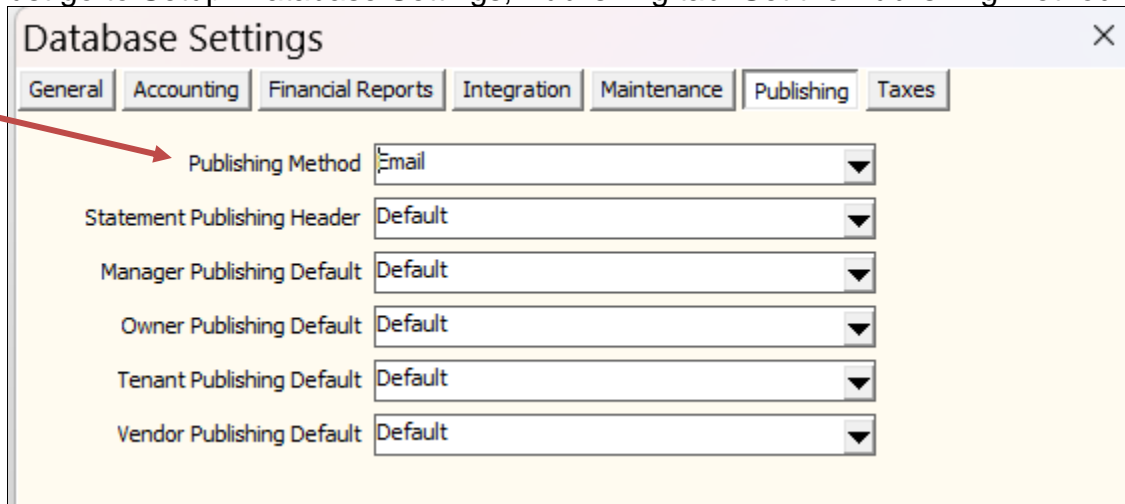 Database Settings
General Accounting Financial Reports Integration Maintenance Publishing Taxes
Publishing Method Email
Statement Publishing Header Default
Manager Publishing Default Default
Owner Publishing Default Default
Tenant Publishing Default Default
Vendor Publishing Default Default